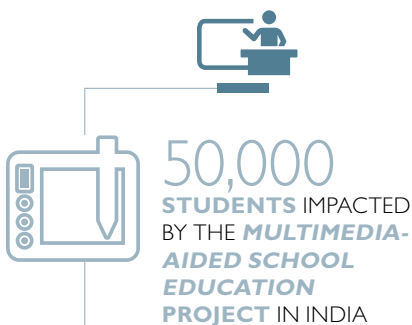 50,000
STUDENTS IMPACTED
BY THE MULTIMEDIA-
AIDED SCHOOL
EDUCATION
PROJECT IN INDIA